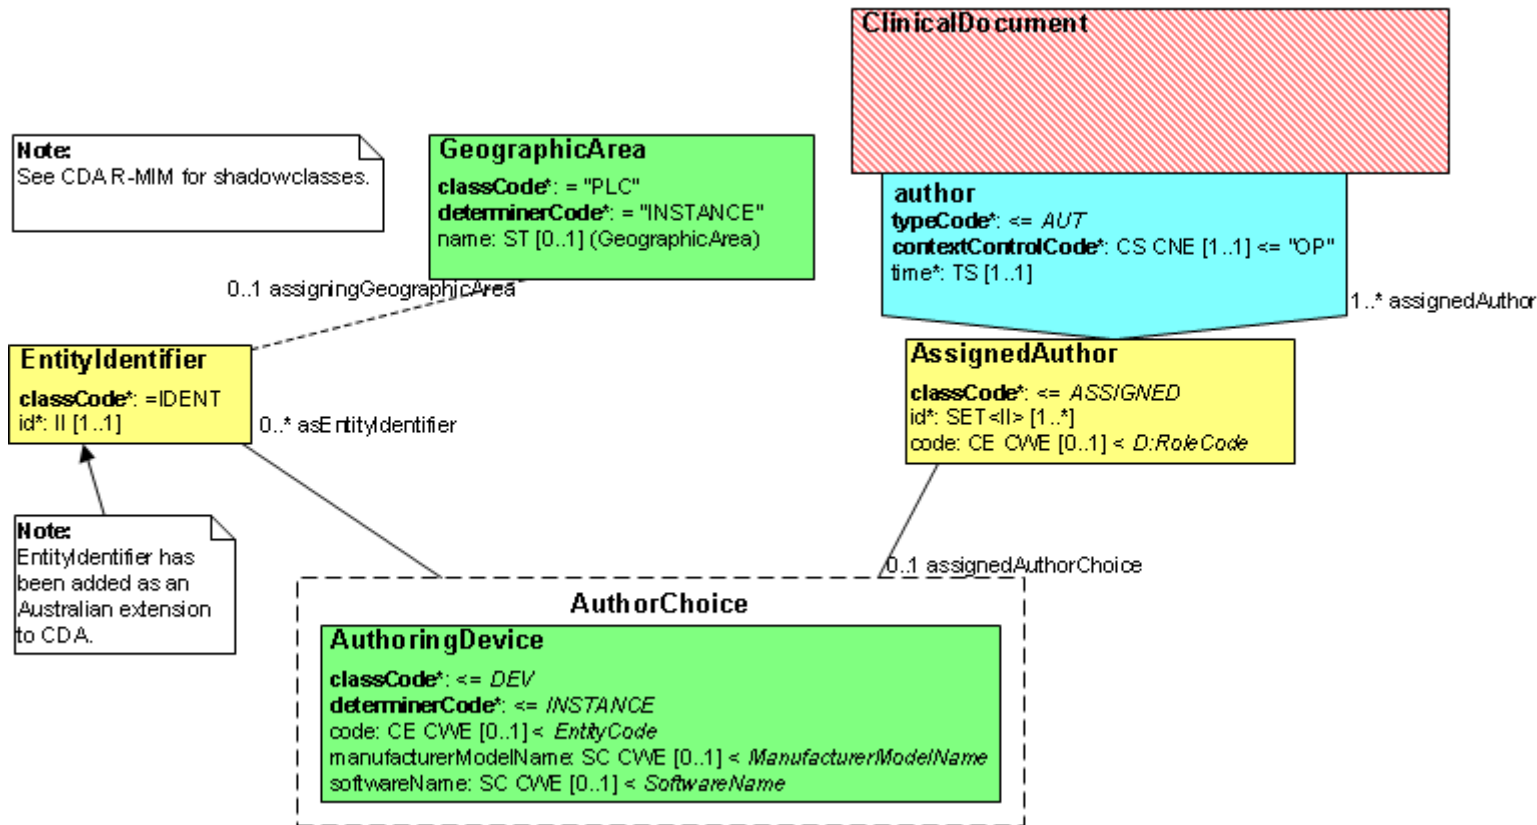 ClinicalDocument
Note:
See CDA R-MIM for shadowclasses.
GeographicArea
classCode*: = "PLC"
determinerCode*: = "INSTANCE"
name: ST [0..1] (GeographicArea)
author
typeCode*: <= AUT
contextControlCode*: CS CNE [1..1] <= "OP"
time*: TS [1..1]
0..1 assigningGeographicArea
1..* assignedAuthor
EntityIdentifier
classCode*: =IDENT
id*: II [1..1]
0..* asEntityIdentifier
AssignedAuthor
classCode*: <= ASSIGNED
id*: SET<II> [1..*]
code: CE CWE [0..1] < D:RoleCode
Note:
EntityIdentifier has
been added as an
Australian extension
to CDA.
0..1 assignedAuthorChoice
AuthorChoice
AuthoringDevice
classCode*: <= DEV
determinerCode*: <= INSTANCE
code: CE CWE [0..1] < EntityCode
manufacturerModelName: SC CWE [0..1] < ManufacturerModelName
softwareName: SC CWE [0..1] < SoftwareName